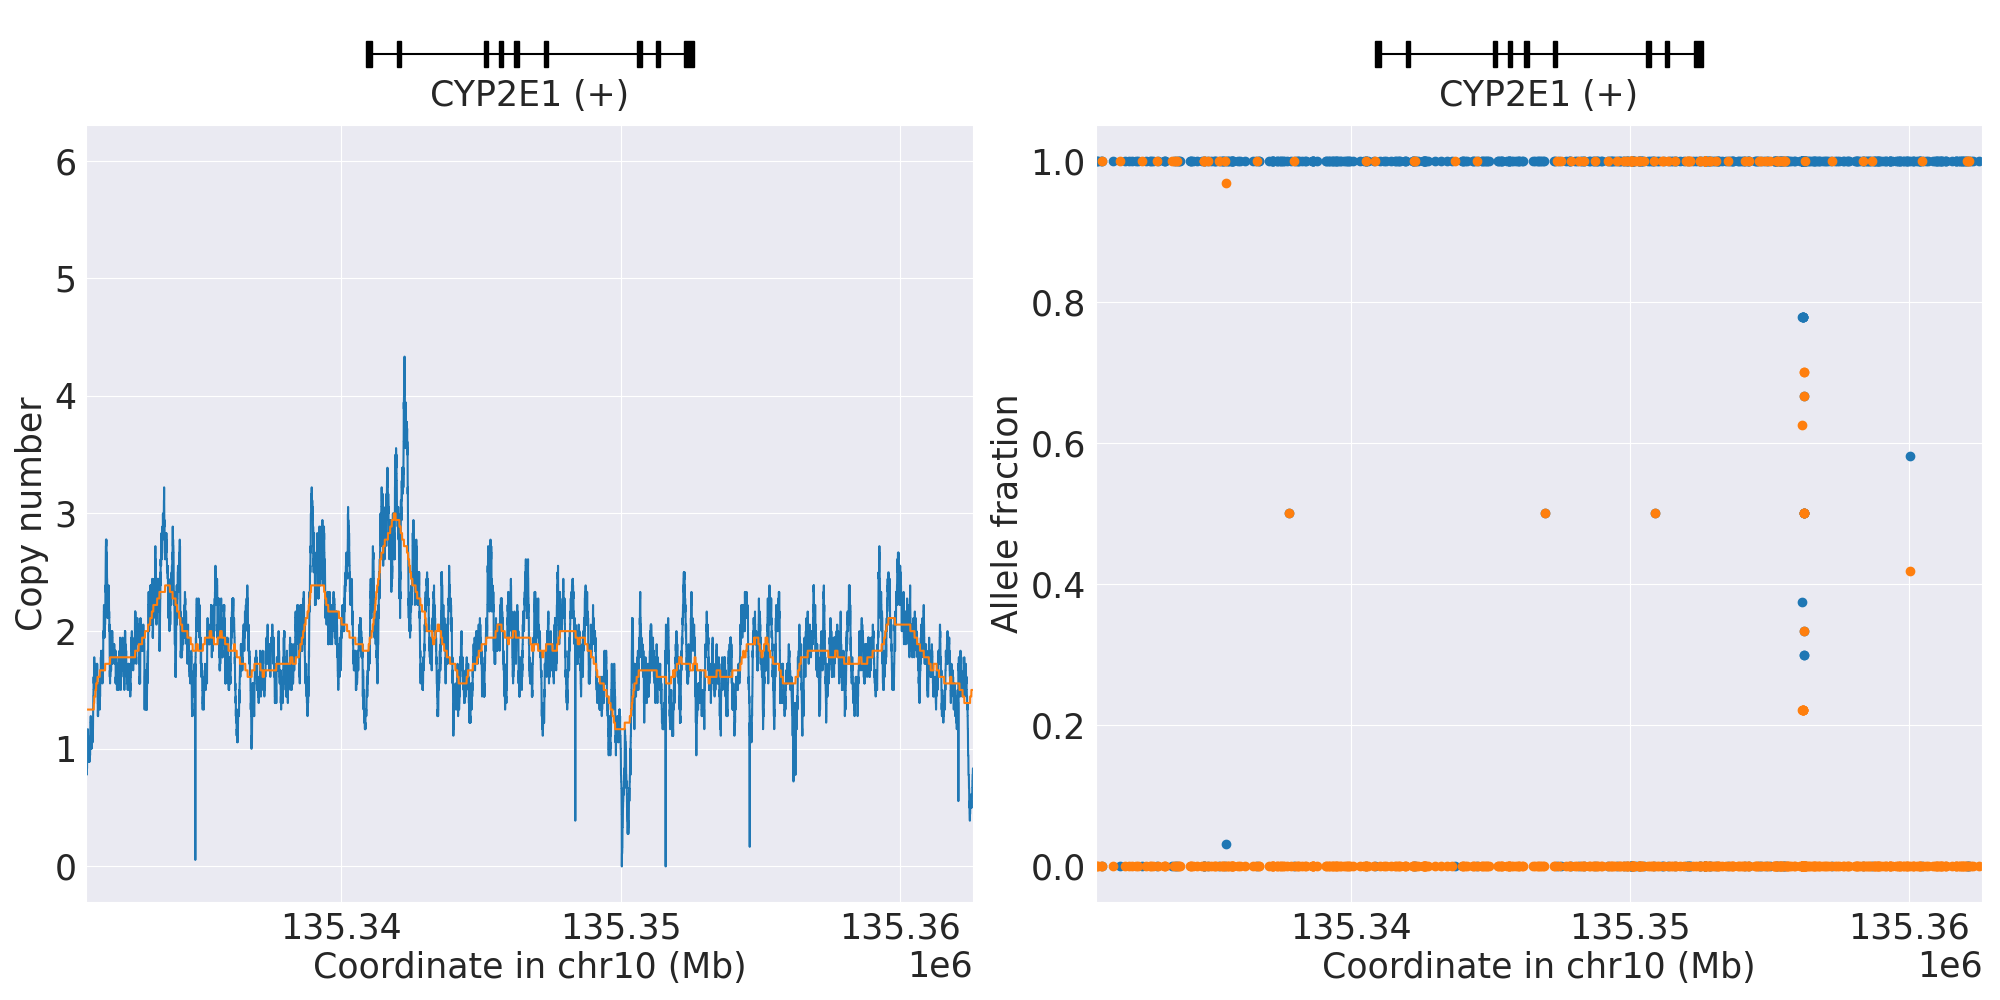 CYP2E1 (+)
6
5
4
3
2
1
0
Copy number
135.34 135.35 135.36
Coordinate in chr10 (Mb)
1e6
CYP2E1 (+)
1.0
0.8
0.6
0.4
0.2
0.0
Allele fraction
135.34 135.35 135.36
Coordinate in chr10 (Mb)
1e6